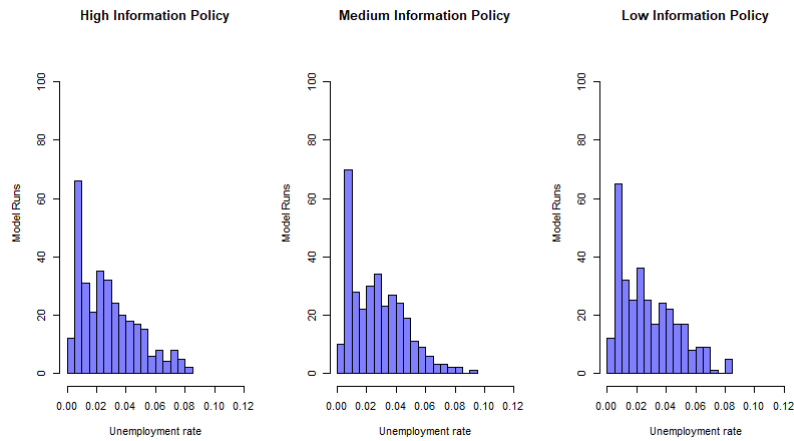 High Information Policy
Medium Information Policy
Low Information Policy
Model Runs
100
80
60
40
20
0
0.00 0.02 0.04 0.06 0.08 0.10 0.12
Unemployment rate
Model Runs
100
80
60
40
20
0
0.00 0.02 0.04 0.06 0.08 0.10 0.12
Unemployment rate
Model Runs
100
80
60
40
20
0
0.00 0.02 0.04 0.06 0.08 0.10 0.12
Unemployment rate